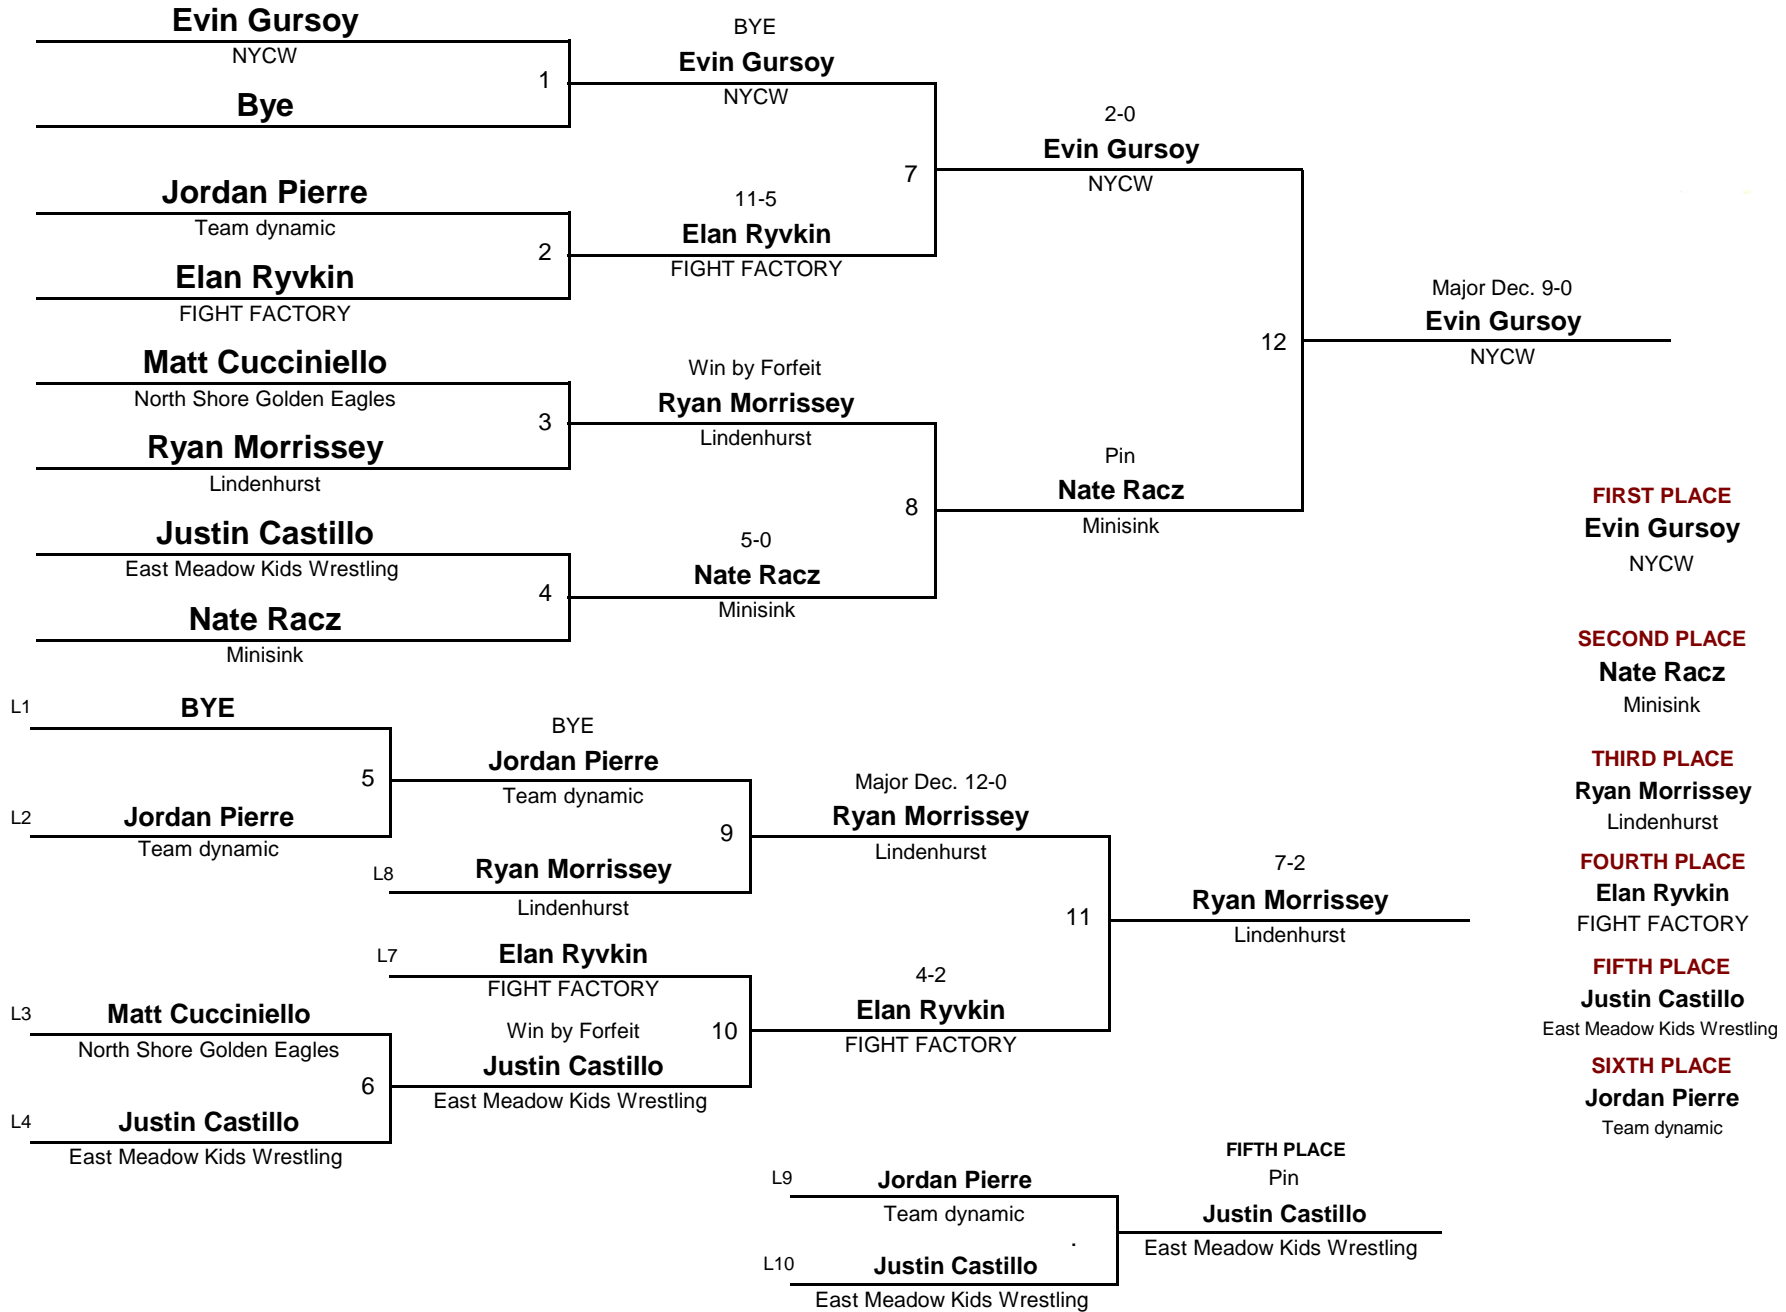 Evin Gursoy
NYCW
1
Bye
Jordan Pierre
Team dynamic
2
Elan Ryvkin
FIGHT FACTORY
Matt Cucciniello
North Shore Golden Eagles
3
Ryan Morrissey
Lindenhurst
Justin Castillo
East Meadow Kids Wrestling
4
Nate Racz
Minisink
BYE
Evin Gursoy
NYCW
7
11-5
Elan Ryvkin
FIGHT FACTORY
Win by Forfeit
Ryan Morrissey
Lindenhurst
8
5-0
Nate Racz
Minisink
2-0
Evin Gursoy
NYCW
12
Pin
Nate Racz
Minisink
Major Dec. 9-0
Evin Gursoy
NYCW
L1 BYE
5
L2 Jordan Pierre
Team dynamic
L3 Matt Cucciniello
North Shore Golden Eagles
6
L4 Justin Castillo
East Meadow Kids Wrestling
BYE
Jordan Pierre
Team dynamic
9
L8 Ryan Morrissey
Lindenhurst
L7 Elan Ryvkin
FIGHT FACTORY
Win by Forfeit
10
Justin Castillo
East Meadow Kids Wrestling
Major Dec. 12-0
Ryan Morrissey
Lindenhurst
11
4-2
Elan Ryvkin
FIGHT FACTORY
7-2
Ryan Morrissey
Lindenhurst
L9 Jordan Pierre
Team dynamic
.
L10 Justin Castillo
East Meadow Kids Wrestling
FIFTH PLACE
Pin
Justin Castillo
East Meadow Kids Wrestling
FIRST PLACE
Evin Gursoy
NYCW
SECOND PLACE
Nate Racz
Minisink
THIRD PLACE
Ryan Morrissey
Lindenhurst
FOURTH PLACE
Elan Ryvkin
FIGHT FACTORY
FIFTH PLACE
Justin Castillo
East Meadow Kids Wrestling
SIXTH PLACE
Jordan Pierre
Team dynamic